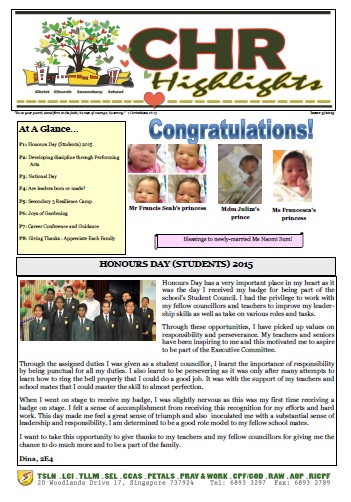 CHR
Highlights
Christ Church Secondary School
"Be on your guard; stand firm in the faith; be men of courage; be strong." 1 Corinthians 16:13
Issue 3/2015
At A Glance...
P1: Honours Day (Students) 2015
P2: Developing discipline through Performing
Arts
P3: National Day
P4: Are leaders born or made?
P5: Secondary 3 Resilience Camp
P6: Joys of Gardening
P7: Career Conference and Guidance
P8: Giving Thanks : Appreciate Each Family
Congratulations!
Mr Francis Seah's princess
Mdm Juliza's
prince
Ms Francesca's
princess
Blessings to newly-married Ms Naomi Sum!
HONOURS DAY (STUDENTS) 2015
Honours Day has a very important place in my heart as it
was the day I received my badge for being part of the
school's Student Council. I had the privilege to work with
my fellow councillors and teachers to improve my leader-
ship skills as well as take on various roles and tasks.
Through these opportunities, I have picked up values on
responsibility and perseverance. My teachers and seniors
have been inspiring to me and this motivated me to aspire
to be part of the Executive Committee.
Through the assigned duties I was given as a student councillor, I learnt the importance of responsibility
by being punctual for all my duties. I also learnt to be persevering as it was only after many attempts to
learn how to ring the bell properly that I could do a good job. It was with the support of my teachers and
school mates that I could master the skill to almost perfection.
When I went on stage to receive my badge, I was slightly nervous as this was my first time receiving a
badge on stage. I felt a sense of accomplishment from receiving this recognition for my efforts and hard
work. This day made me feel a great sense of triumph and also inoculated me with a substantial sense of
leadership and responsibility. I am determined to be a good role model to my fellow school mates.
I want to take this opportunity to give thanks to my teachers and my fellow councillors for giving me the
chance to do much more and to be a part of the family.
Dina, 2E4
TSLN .LCI .TLLM .SEL .CCAS .PETALS .PRAY&WORK .CPF/COD .RAW .AOP .RICPF
20 Woodlands Drive 17, Singapore 737924 Tel: 6893 3297 Fax: 6893 2789